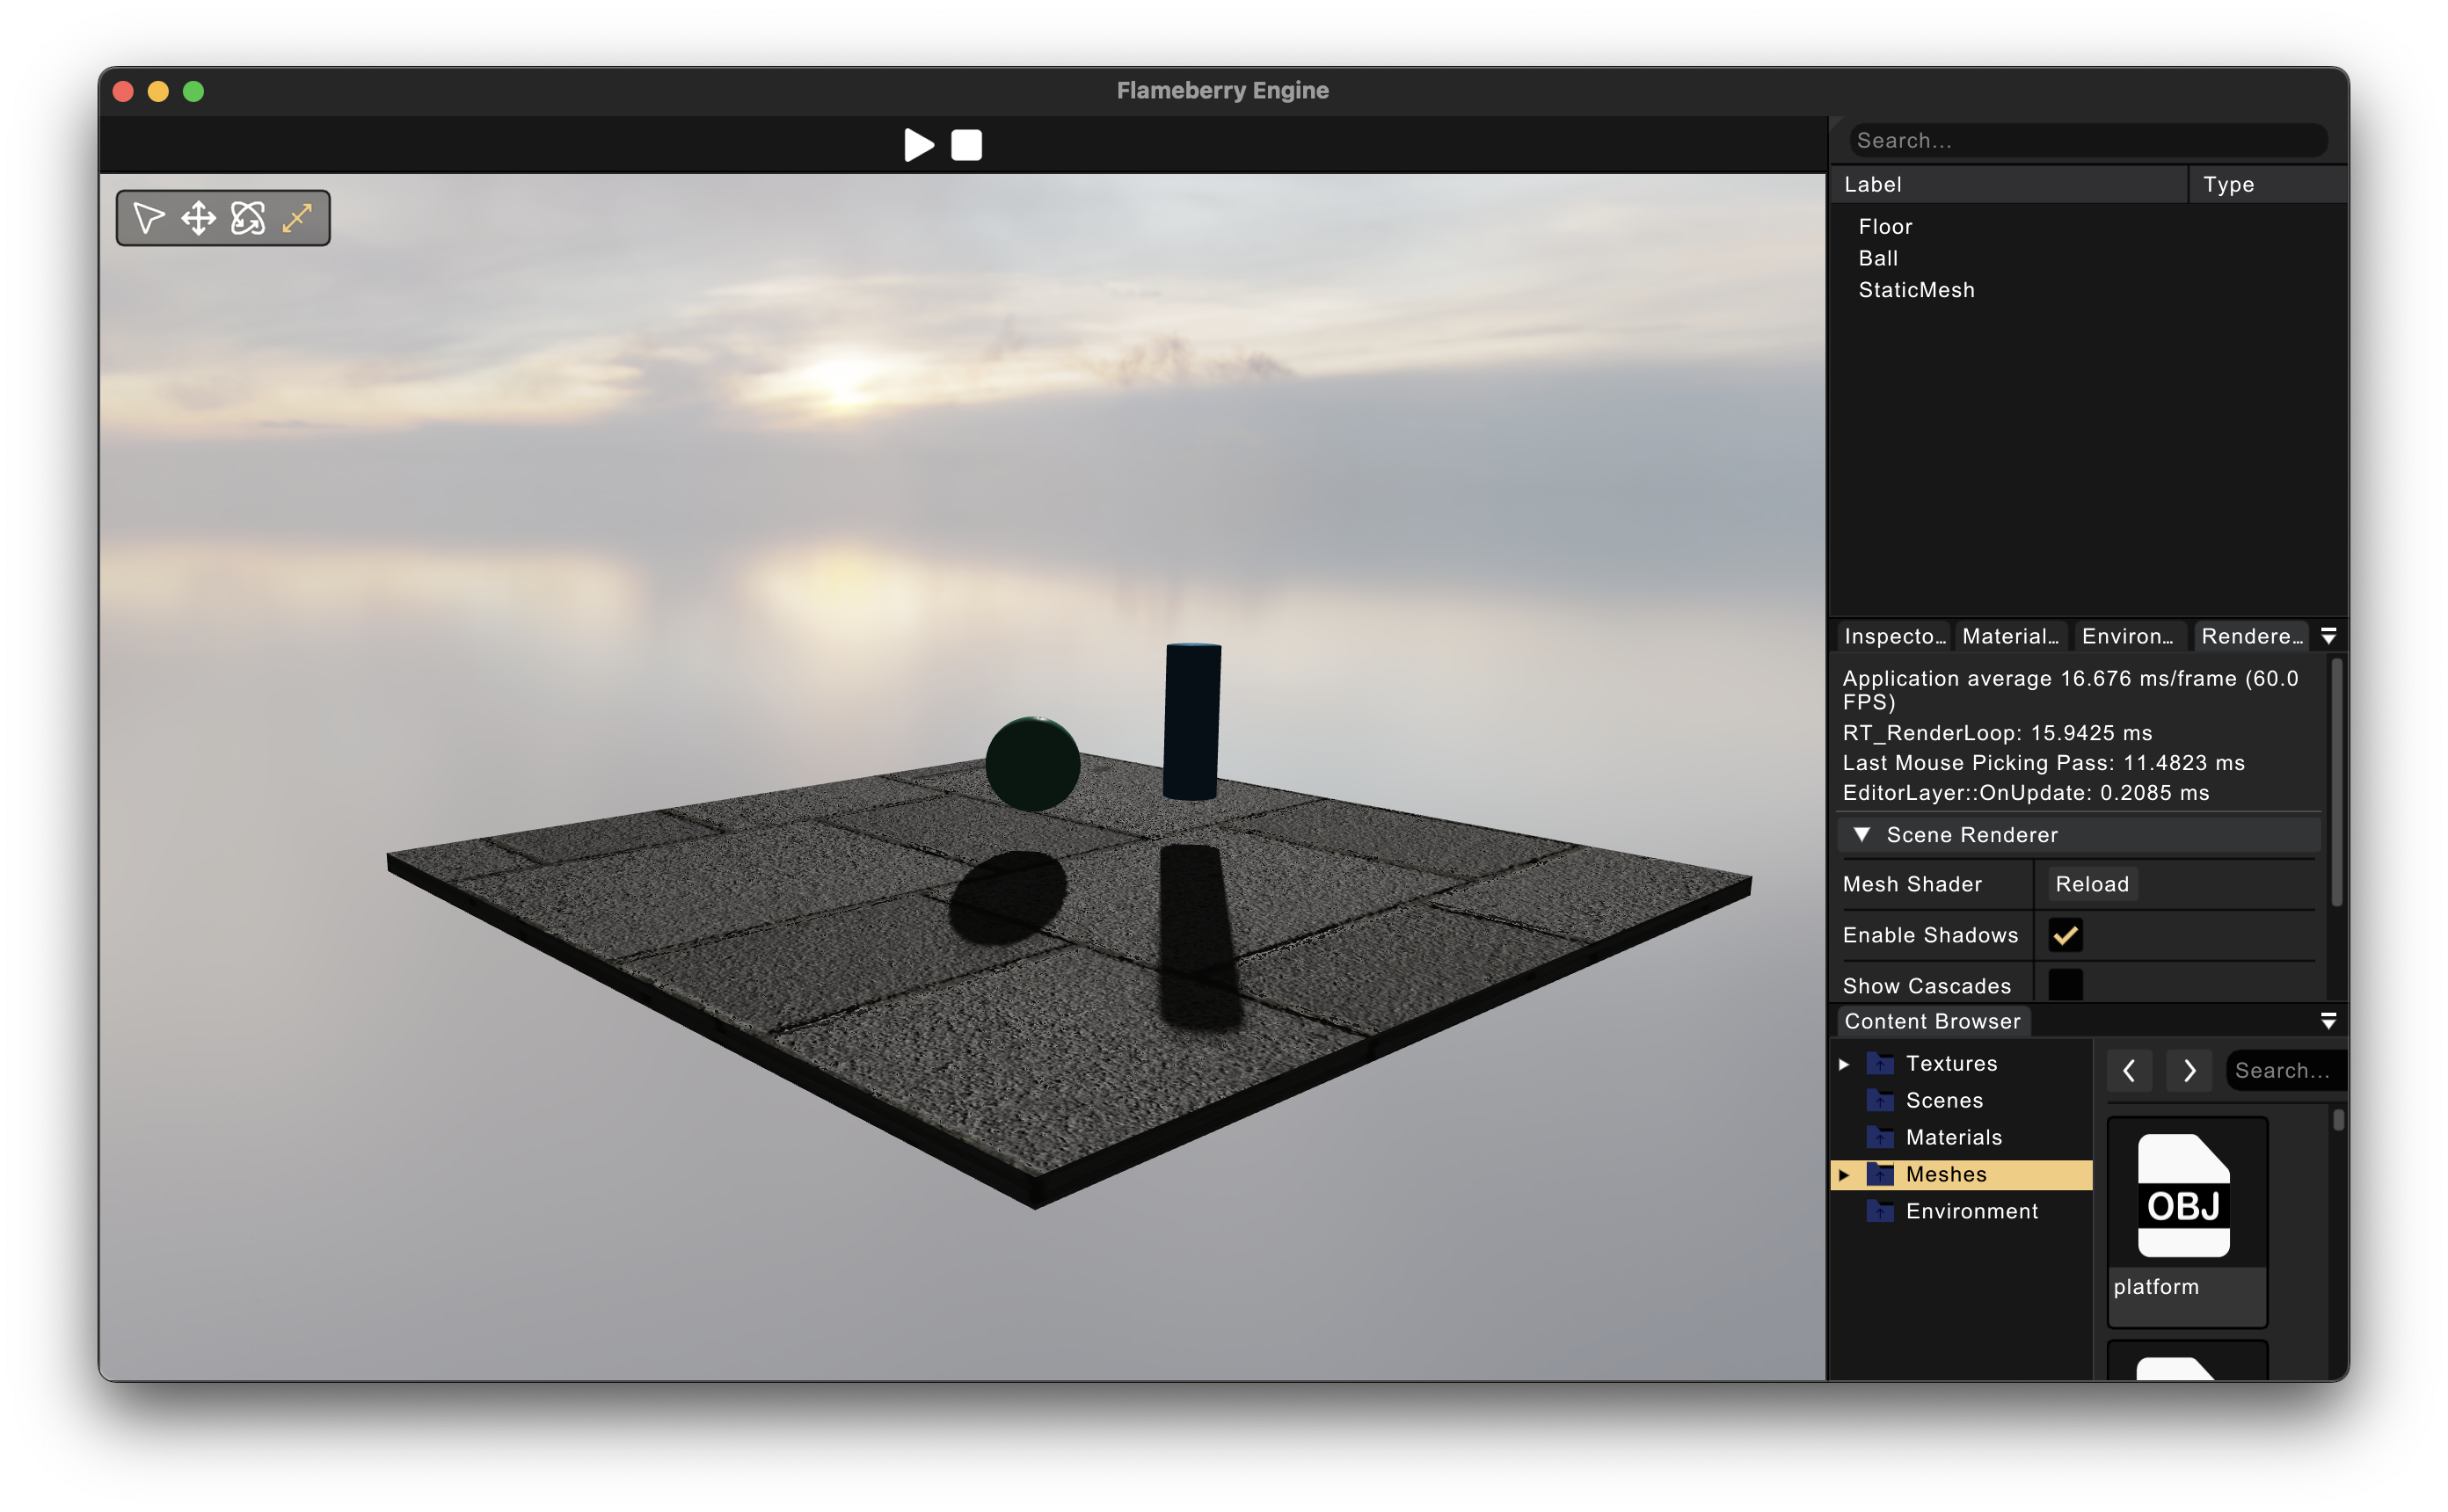 Flameberry Engine
Search...
Label Type
Floor
Ball
StaticMesh
Inspecto... Material... Environ... Rendere...
Application average 16.676 ms/frame (60.0
FPS)
RT_RenderLoop: 15.9425 ms
Last Mouse Picking Pass: 11.4823 ms
EditorLayer::OnUpdate: 0.2085 ms
Scene Renderer
Mesh Shader Reload
Enable Shadows
Show Cascades
Content Browser
Textures
Scenes
Materials
Meshes
Environment
Search...
OBJ
platform